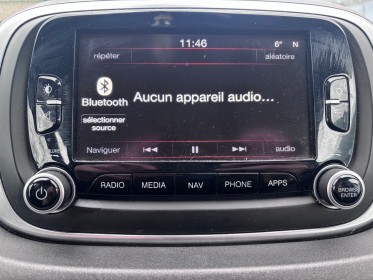 11:46 6° N
répéter aléatoire
Bluetooth
Aucun appareil audio...
sélectionner
source
Naviguer audio
RADIO MEDIA NAV PHONE APPS
BROWSE
ENTER